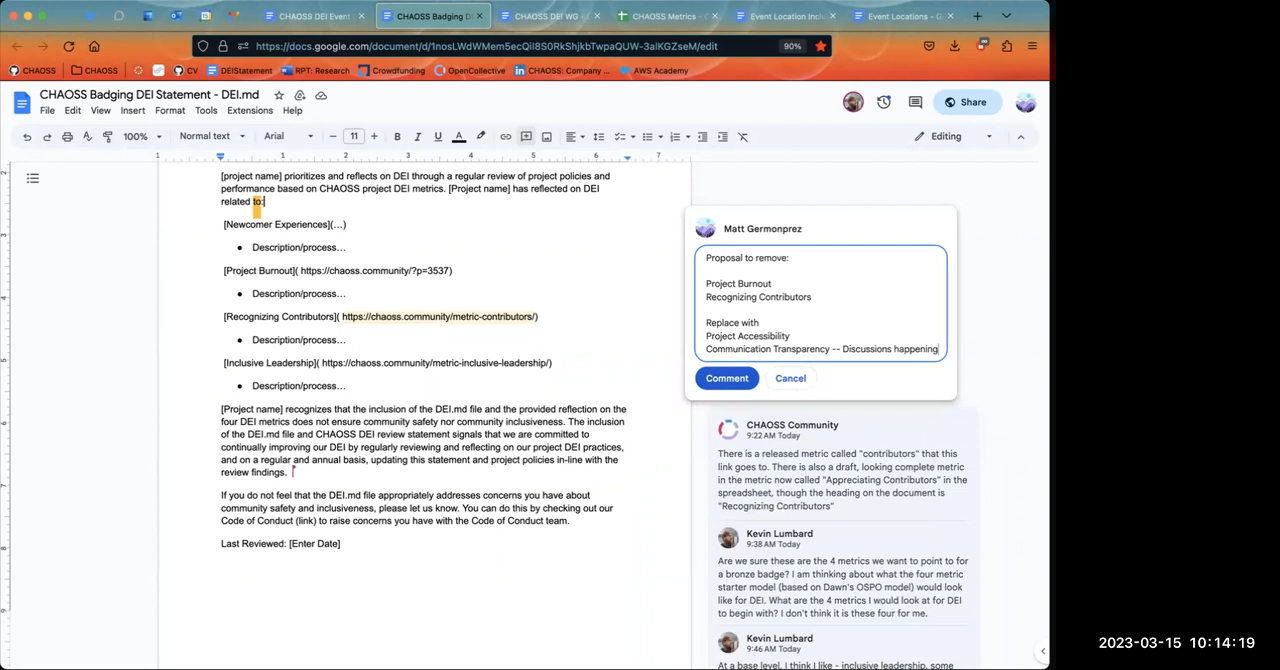 CHAOSS DEI Event
CHAOSS Badging D
CHAOSS DEI WG -
CHAOSS Metrics - C
Event Location Inclu
Event Locations - G
https://docs.google.com/document/d/1nosLWdWMem5ecQil8S0RkShjkbTwpaQUW-3alKGZseM/edit
90%
CHAOSS
CHAOSS
CV
DEIStatement
RPT: Research
Crowdfunding
OpenCollective
CHAOSS: Company ...
AWS Academy
CHAOSS Badging DEI Statement - DEI.md
File Edit View Insert Format Tools Extensions Help
Share
100% Normal text Arial 11 B I U A Editing
1 1 2 3 4 5 6 7
[project name] prioritizes and reflects on DEI through a regular review of project policies and
performance based on CHAOSS project DEI metrics. [Project name] has reflected on DEI
related to:
[Newcomer Experiences](…)
● Description/process…
[Project Burnout]( https://chaoss.community/?p=3537)
● Description/process…
[Recognizing Contributors]( https://chaoss.community/metric-contributors/)
● Description/process…
[Inclusive Leadership]( https://chaoss.community/metric-inclusive-leadership/)
● Description/process…
[Project name] recognizes that the inclusion of the DEI.md file and the provided reflection on the
four DEI metrics does not ensure community safety nor community inclusiveness. The inclusion
of the DEI.md file and CHAOSS DEI review statement signals that we are committed to
continually improving our DEI by regularly reviewing and reflecting on our project DEI practices,
and on a regular and annual basis, updating this statement and project policies in-line with the
review findings.
If you do not feel that the DEI.md file appropriately addresses concerns you have about
community safety and inclusiveness, please let us know. You can do this by checking out our
Code of Conduct (link) to raise concerns you have with the Code of Conduct team.
Last Reviewed: [Enter Date]
Matt Germonprez
Proposal to remove:
Project Burnout
Recognizing Contributors
Replace with
Project Accessibility
Communication Transparency -- Discussions happening
Comment Cancel
CHAOSS Community
9:22 AM Today
There is a released metric called "contributors" that this
link goes to. There is also a draft, looking complete metric
in the metric now called "Appreciating Contributors" in the
spreadsheet, though the heading on the document is
"Recognizing Contributors"
Kevin Lumbard
9:38 AM Today
Are we sure these are the 4 metrics we want to point to for
a bronze badge? I am thinking about what the four metric
starter model (based on Dawn's OSPO model) would look
like for DEI. What are the 4 metrics I would look at for DEI
to begin with? I don't think it is these four for me.
Kevin Lumbard
9:46 AM Today
At a base level, I think I like - inclusive leadership, some
2023-03-15 10:14:19